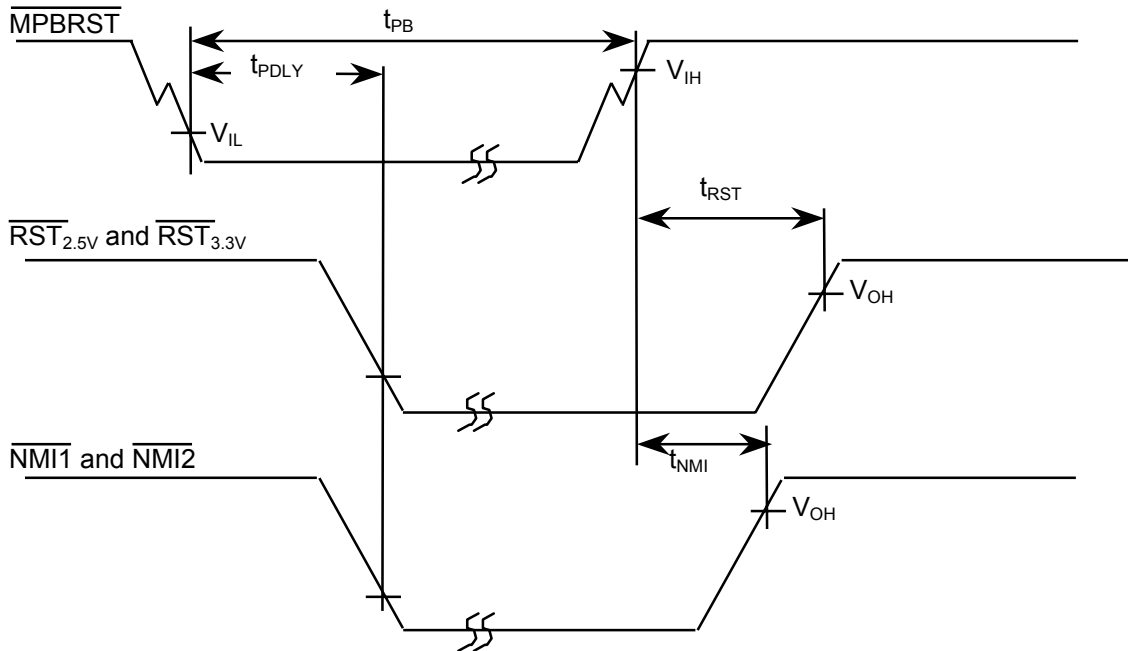 MPBRST
tPB
tPDLY
VIH
VIL
tRST
RST2.5V and RST3.3V
VOH
tNMI
NMI1 and NMI2
VOH